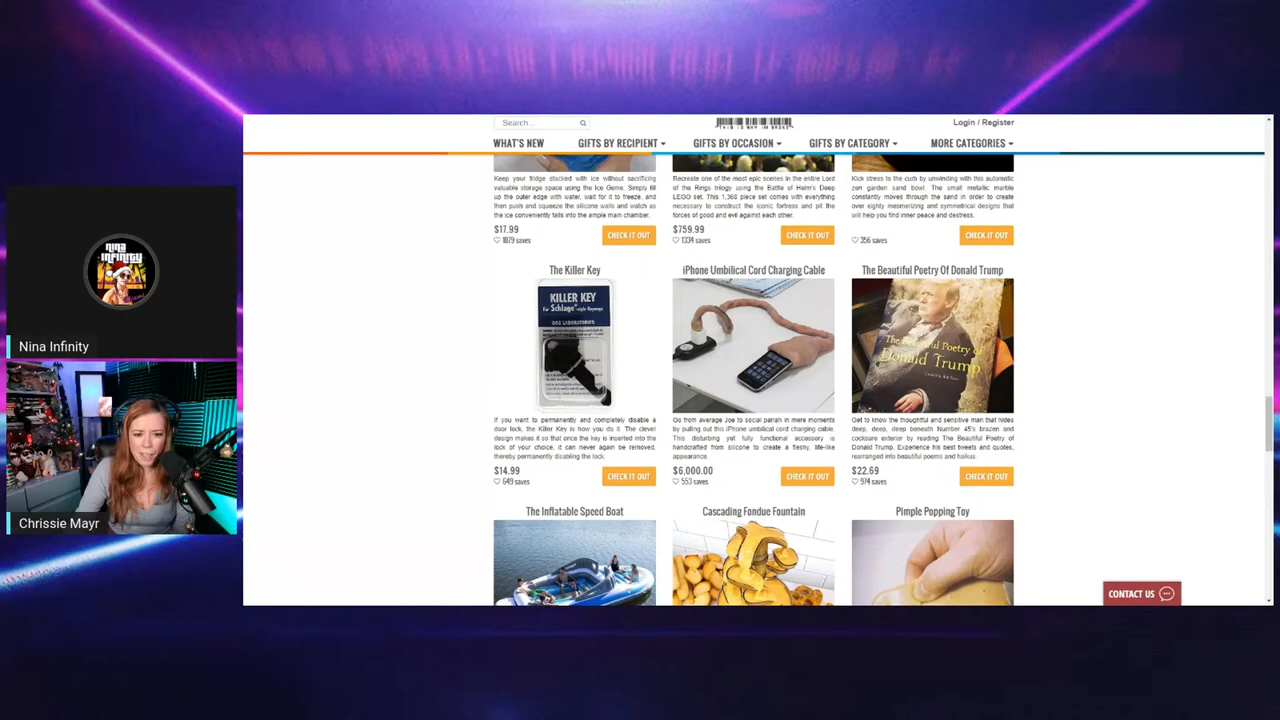 Search...
THIS IS WHY IM BROKE
Login / Register
WHAT'S NEW
GIFTS BY RECIPIENT
GIFTS BY OCCASION
GIFTS BY CATEGORY
MORE CATEGORIES
Keep your fridge stocked with ice without sacrificing
valuable storage space using the Ice Genie. Simply fill
up the outer edge with water, wait for it to freeze, and
then push and squeeze the silicone walls and watch as
the ice conveniently falls into the ample main chamber.
$17.99
1879 saves
CHECK IT OUT
Recreate one of the most epic scenes in the entire Lord
of the Rings Trilogy using the Battle of Helm's Deep
LEGO set. This 1,368 piece set comes with everything
necessary to construct the iconic fortress and pit the
forces of good and evil against each other.
$759.99
1334 saves
CHECK IT OUT
Kick stress to the curb by unwinding with this automatic
zen garden sand bowl. The small metallic marble
constantly moves through the sand in order to create
over eighty mesmerizing and symmetrical designs that
will help you find inner peace and destress.
356 saves
CHECK IT OUT
The Killer Key
KILLER KEY
For Schlage-style Keyways
If you want to permanently and completely disable a
door lock, the Killer Key is how you do it. The clever
design makes it so that once the key is inserted into the
lock of your choice, it can never again be removed,
thereby permanently disabling the lock.
$14.99
649 saves
CHECK IT OUT
iPhone Umbilical Cord Charging Cable
Go from average Joe to social pariah in mere moments
by pulling out this iPhone umbilical cord charging cable.
This disturbing yet fully functional accessory is
handcrafted from silicone to create a fleshy, life-like
appearance.
$6,000.00
553 saves
CHECK IT OUT
The Beautiful Poetry Of Donald Trump
The Beautiful Poetry of
Donald Trump
Get to know the thoughtful and sensitive man that hides
deep, deep, deep beneath Number 45's brazen and
cocksure exterior by reading The Beautiful Poetry of
Donald Trump. Experience his best tweets and quotes,
rearranged into beautiful poems and haikus.
$22.69
974 saves
CHECK IT OUT
The Inflatable Speed Boat
Cascading Fondue Fountain
Pimple Popping Toy
CONTACT US
nina
infinity
Nina Infinity
Chrissie Mayr